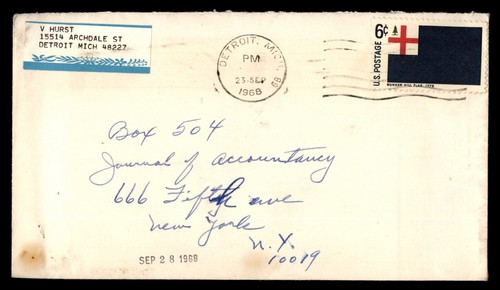 V HURST
15514 ARCHDALE ST
DETROIT MICH 48227
DETROIT, MICH.
PM
23 SEP
1968
6¢
U.S. POSTAGE
BUNKER HILL FLAG, 1775
Box 504
Journal of Accountancy
666 Fifth ave
New York
N.Y.
10019
SEP 28 1968